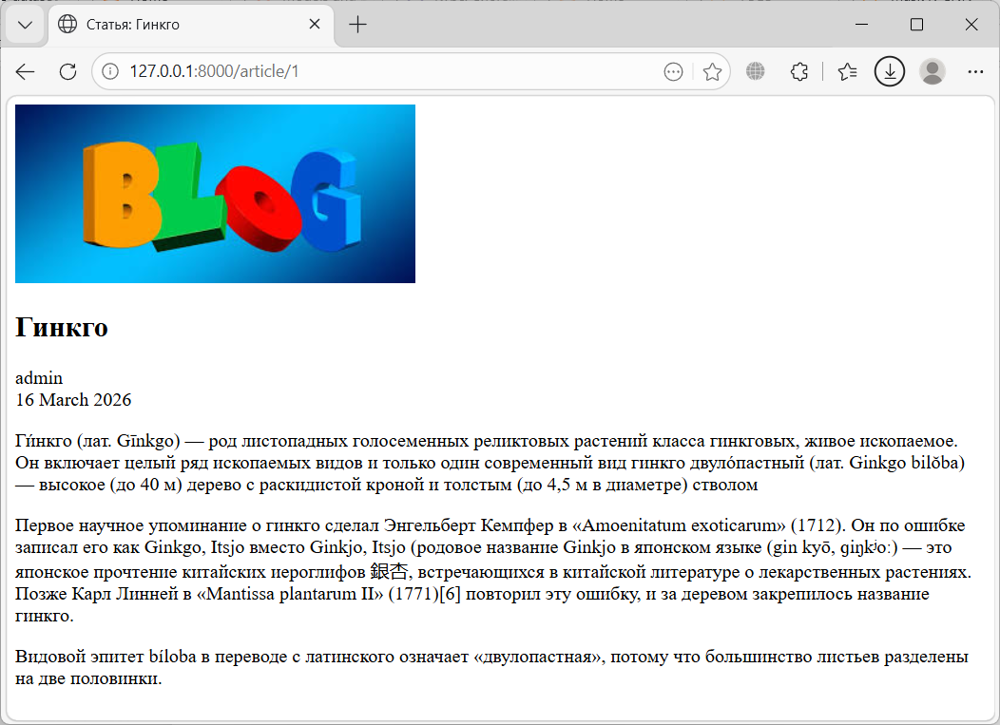 Статья: Гинкго
127.0.0.1:8000/article/1
BLOG
Гинкго
admin
16 March 2026
Ги́нкго (лат. Gīnkgo) — род листопадных голосеменных реликтовых растений класса гинкговых, живое ископаемое.
Он включает целый ряд ископаемых видов и только один современный вид гинкго двуло́пастный (лат. Ginkgo bilŏba)
— высокое (до 40 м) дерево с раскидистой кроной и толстым (до 4,5 м в диаметре) стволом
Первое научное упоминание о гинкго сделал Энгельберт Кемпфер в «Amoenitatum exoticarum» (1712). Он по ошибке
записал его как Ginkgo, Itsjo вместо Ginkjo, Itsjo (родовое название Ginkjo в японском языке (gin kyō, ɡiŋkʲoː) — это
японское прочтение китайских иероглифов 銀杏, встречающихся в китайской литературе о лекарственных растениях.
Позже Карл Линней в «Mantissa plantarum II» (1771)[6] повторил эту ошибку, и за деревом закрепилось название
гинкго.
Видовой эпитет bíloba в переводе с латинского означает «двулопастная», потому что большинство листьев разделены
на две половинки.